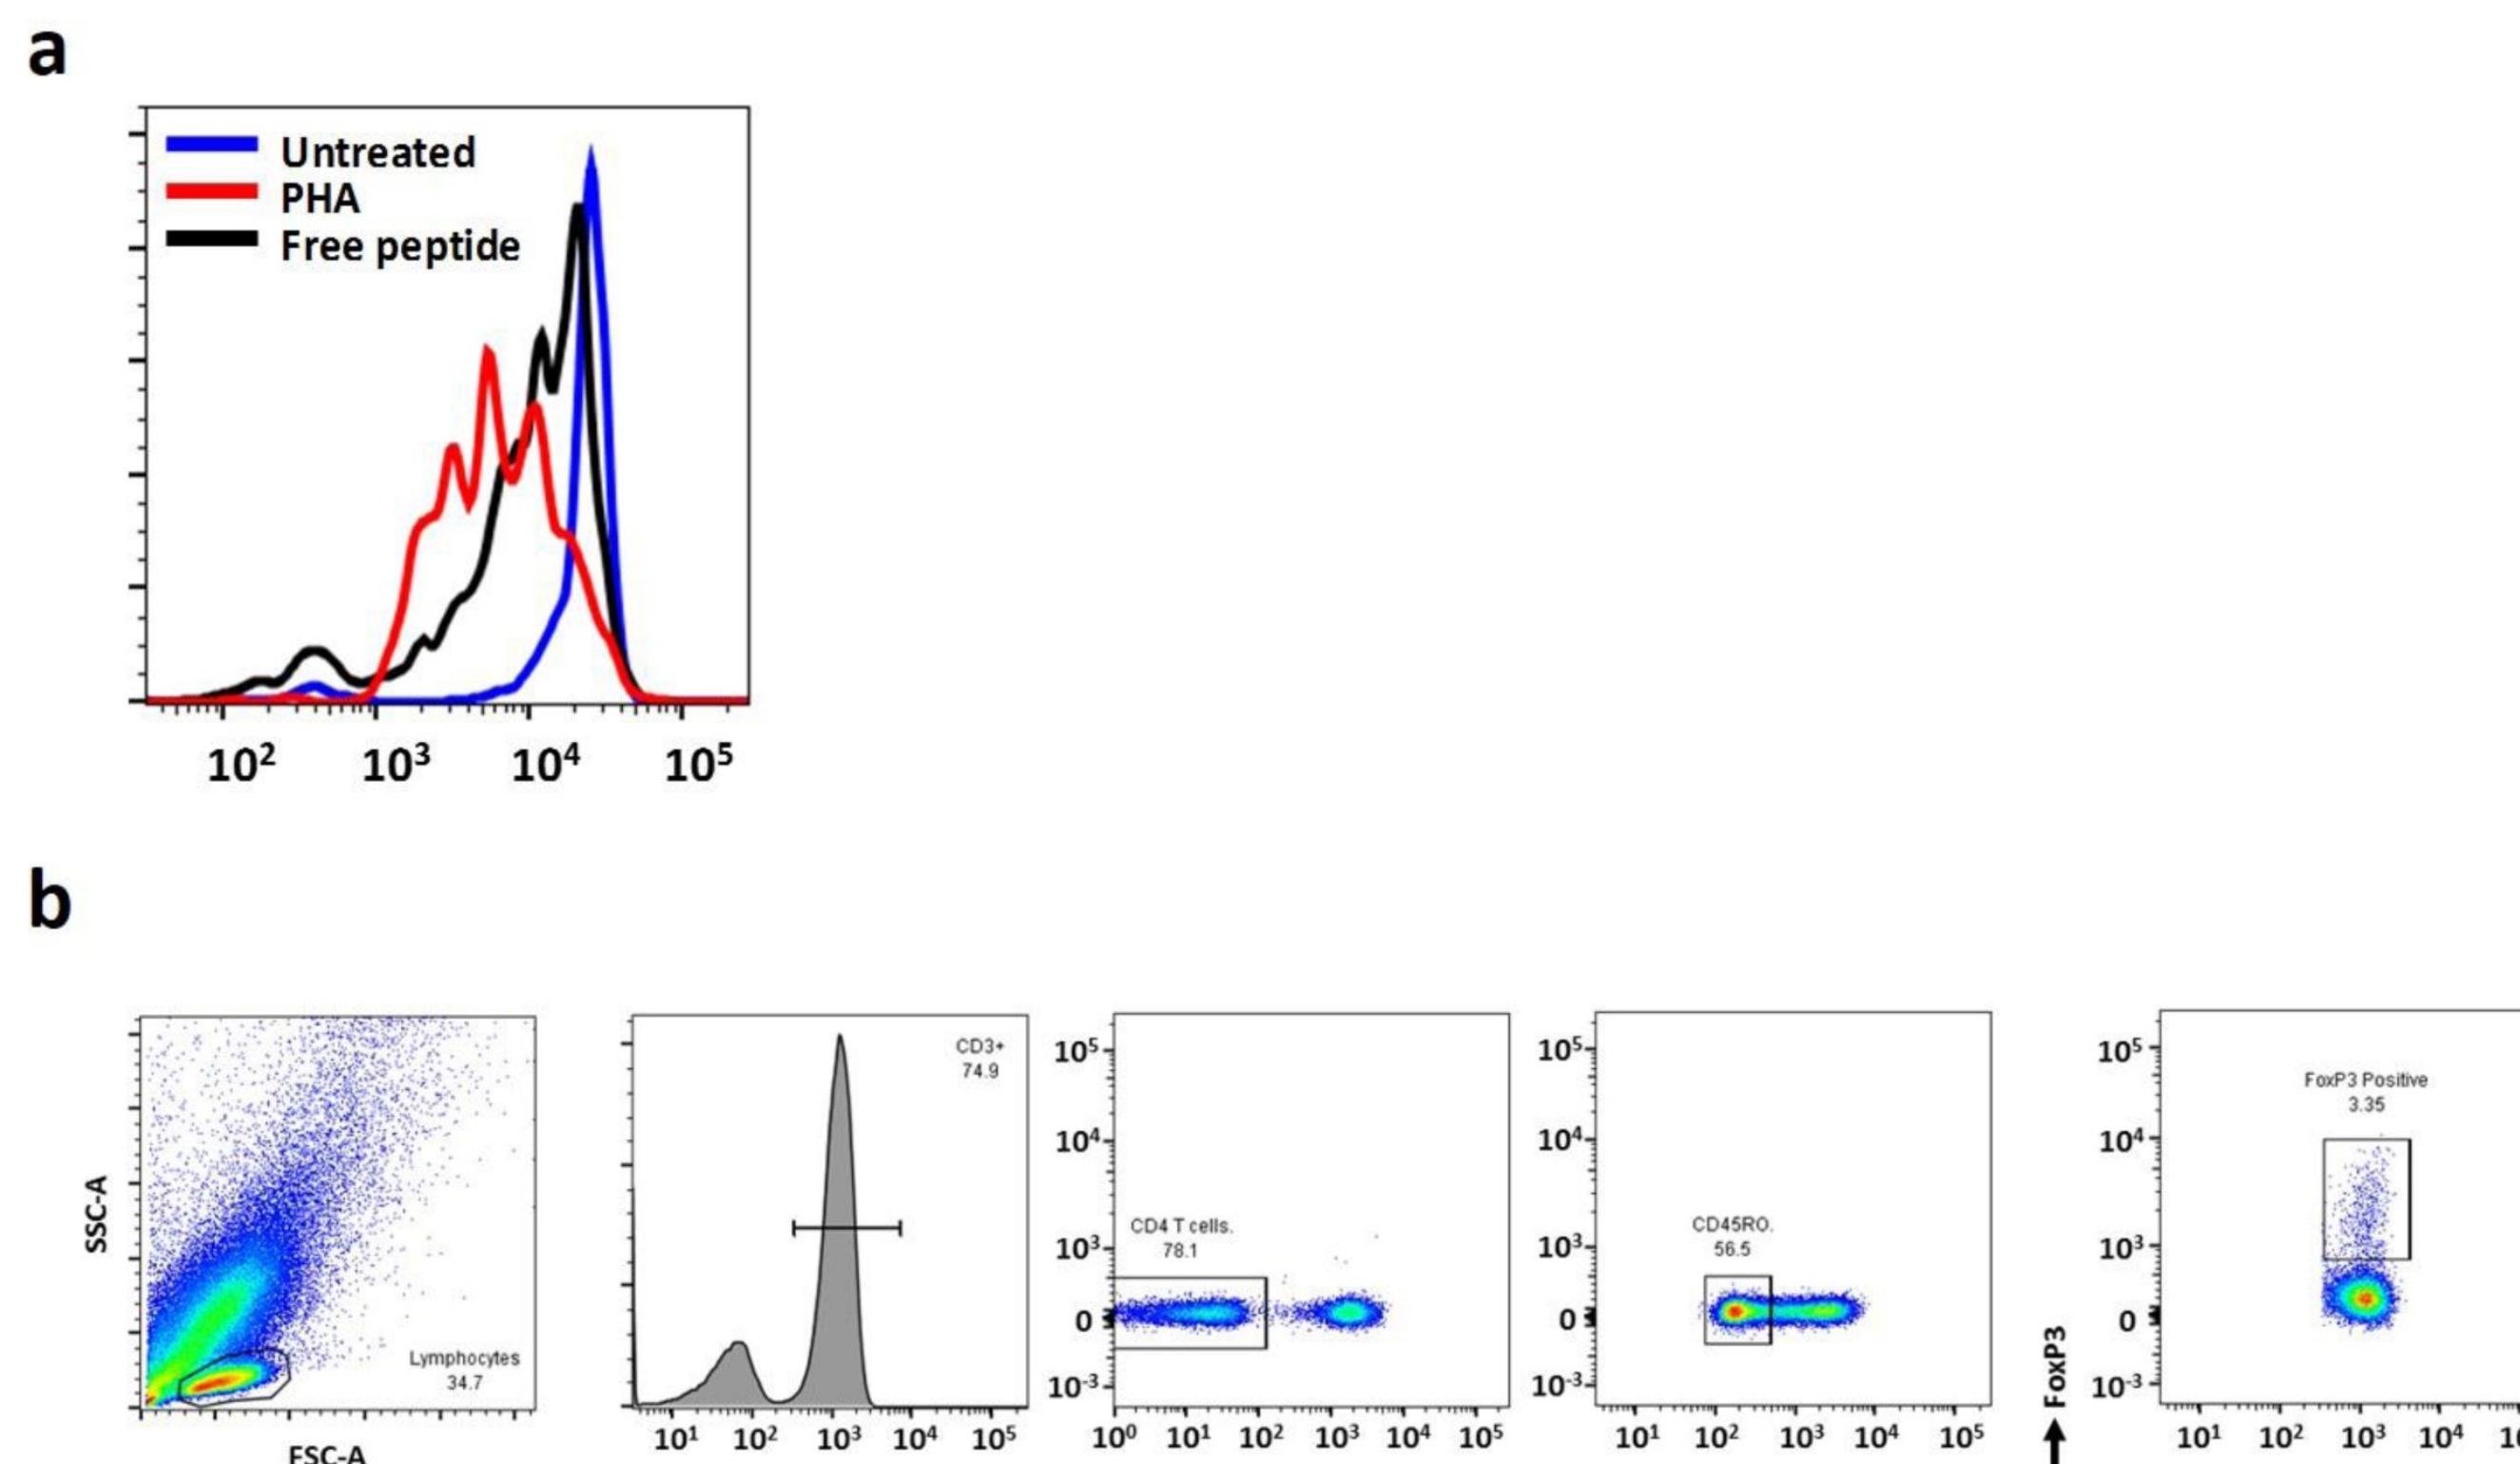 a
Untreated
PHA
Free peptide
10² 10³ 10⁴ 10⁵
b
SSC-A
Lymphocytes
34.7
FSC-A
CD3+
74.9
10¹ 10² 10³ 10⁴ 10⁵
10⁵
10⁴
10³
0
10⁻³
CD4 T cells.
78.1
10⁰ 10¹ 10² 10³ 10⁴ 10⁵
10⁵
10⁴
10³
0
10⁻³
CD45RO.
56.5
10¹ 10² 10³ 10⁴ 10⁵
FoxP3
10⁵
10⁴
10³
0
10⁻³
FoxP3 Positive
3.35
10¹ 10² 10³ 10⁴